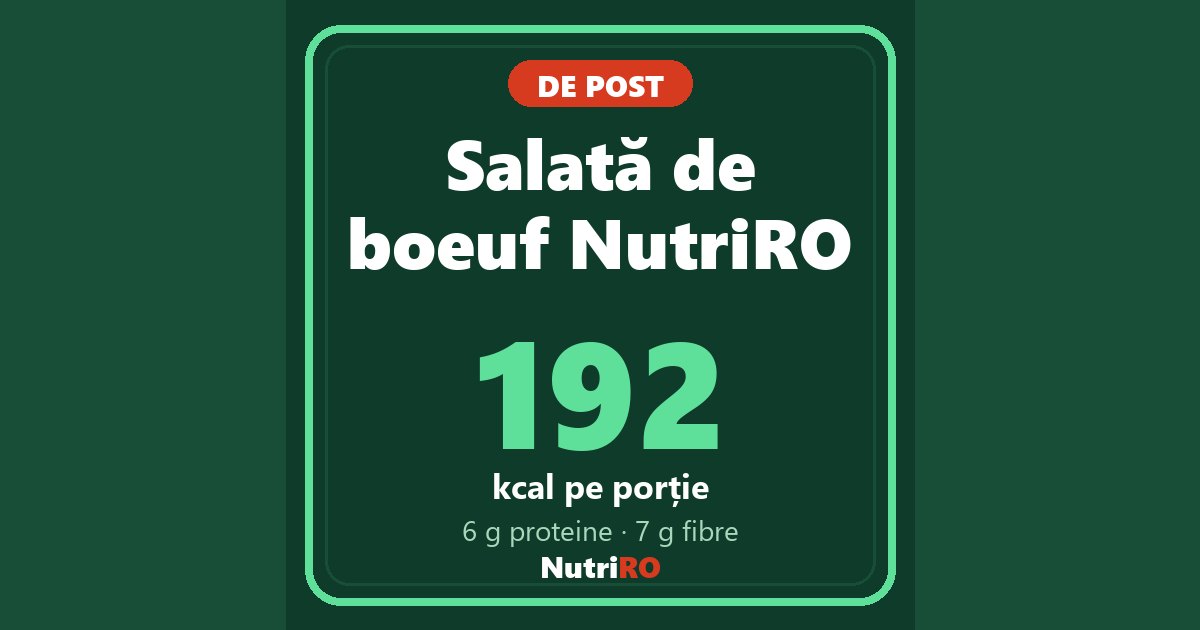 DE POST
Salată de
boeuf NutriRO
192
kcal pe porție
6 g proteine · 7 g fibre
NutriRO